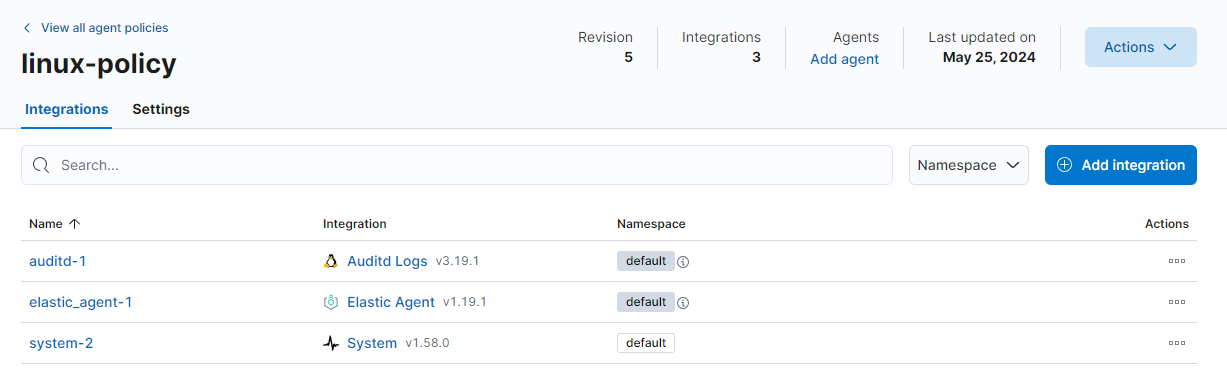 View all agent policies
linux-policy
Revision
5
Integrations
3
Agents
Add agent
Last updated on
May 25, 2024
Actions
Integrations Settings
Search...
Namespace
Add integration
Name Integration Namespace Actions
auditd-1 Auditd Logs v3.19.1 default
elastic_agent-1 Elastic Agent v1.19.1 default
system-2 System v1.58.0 default